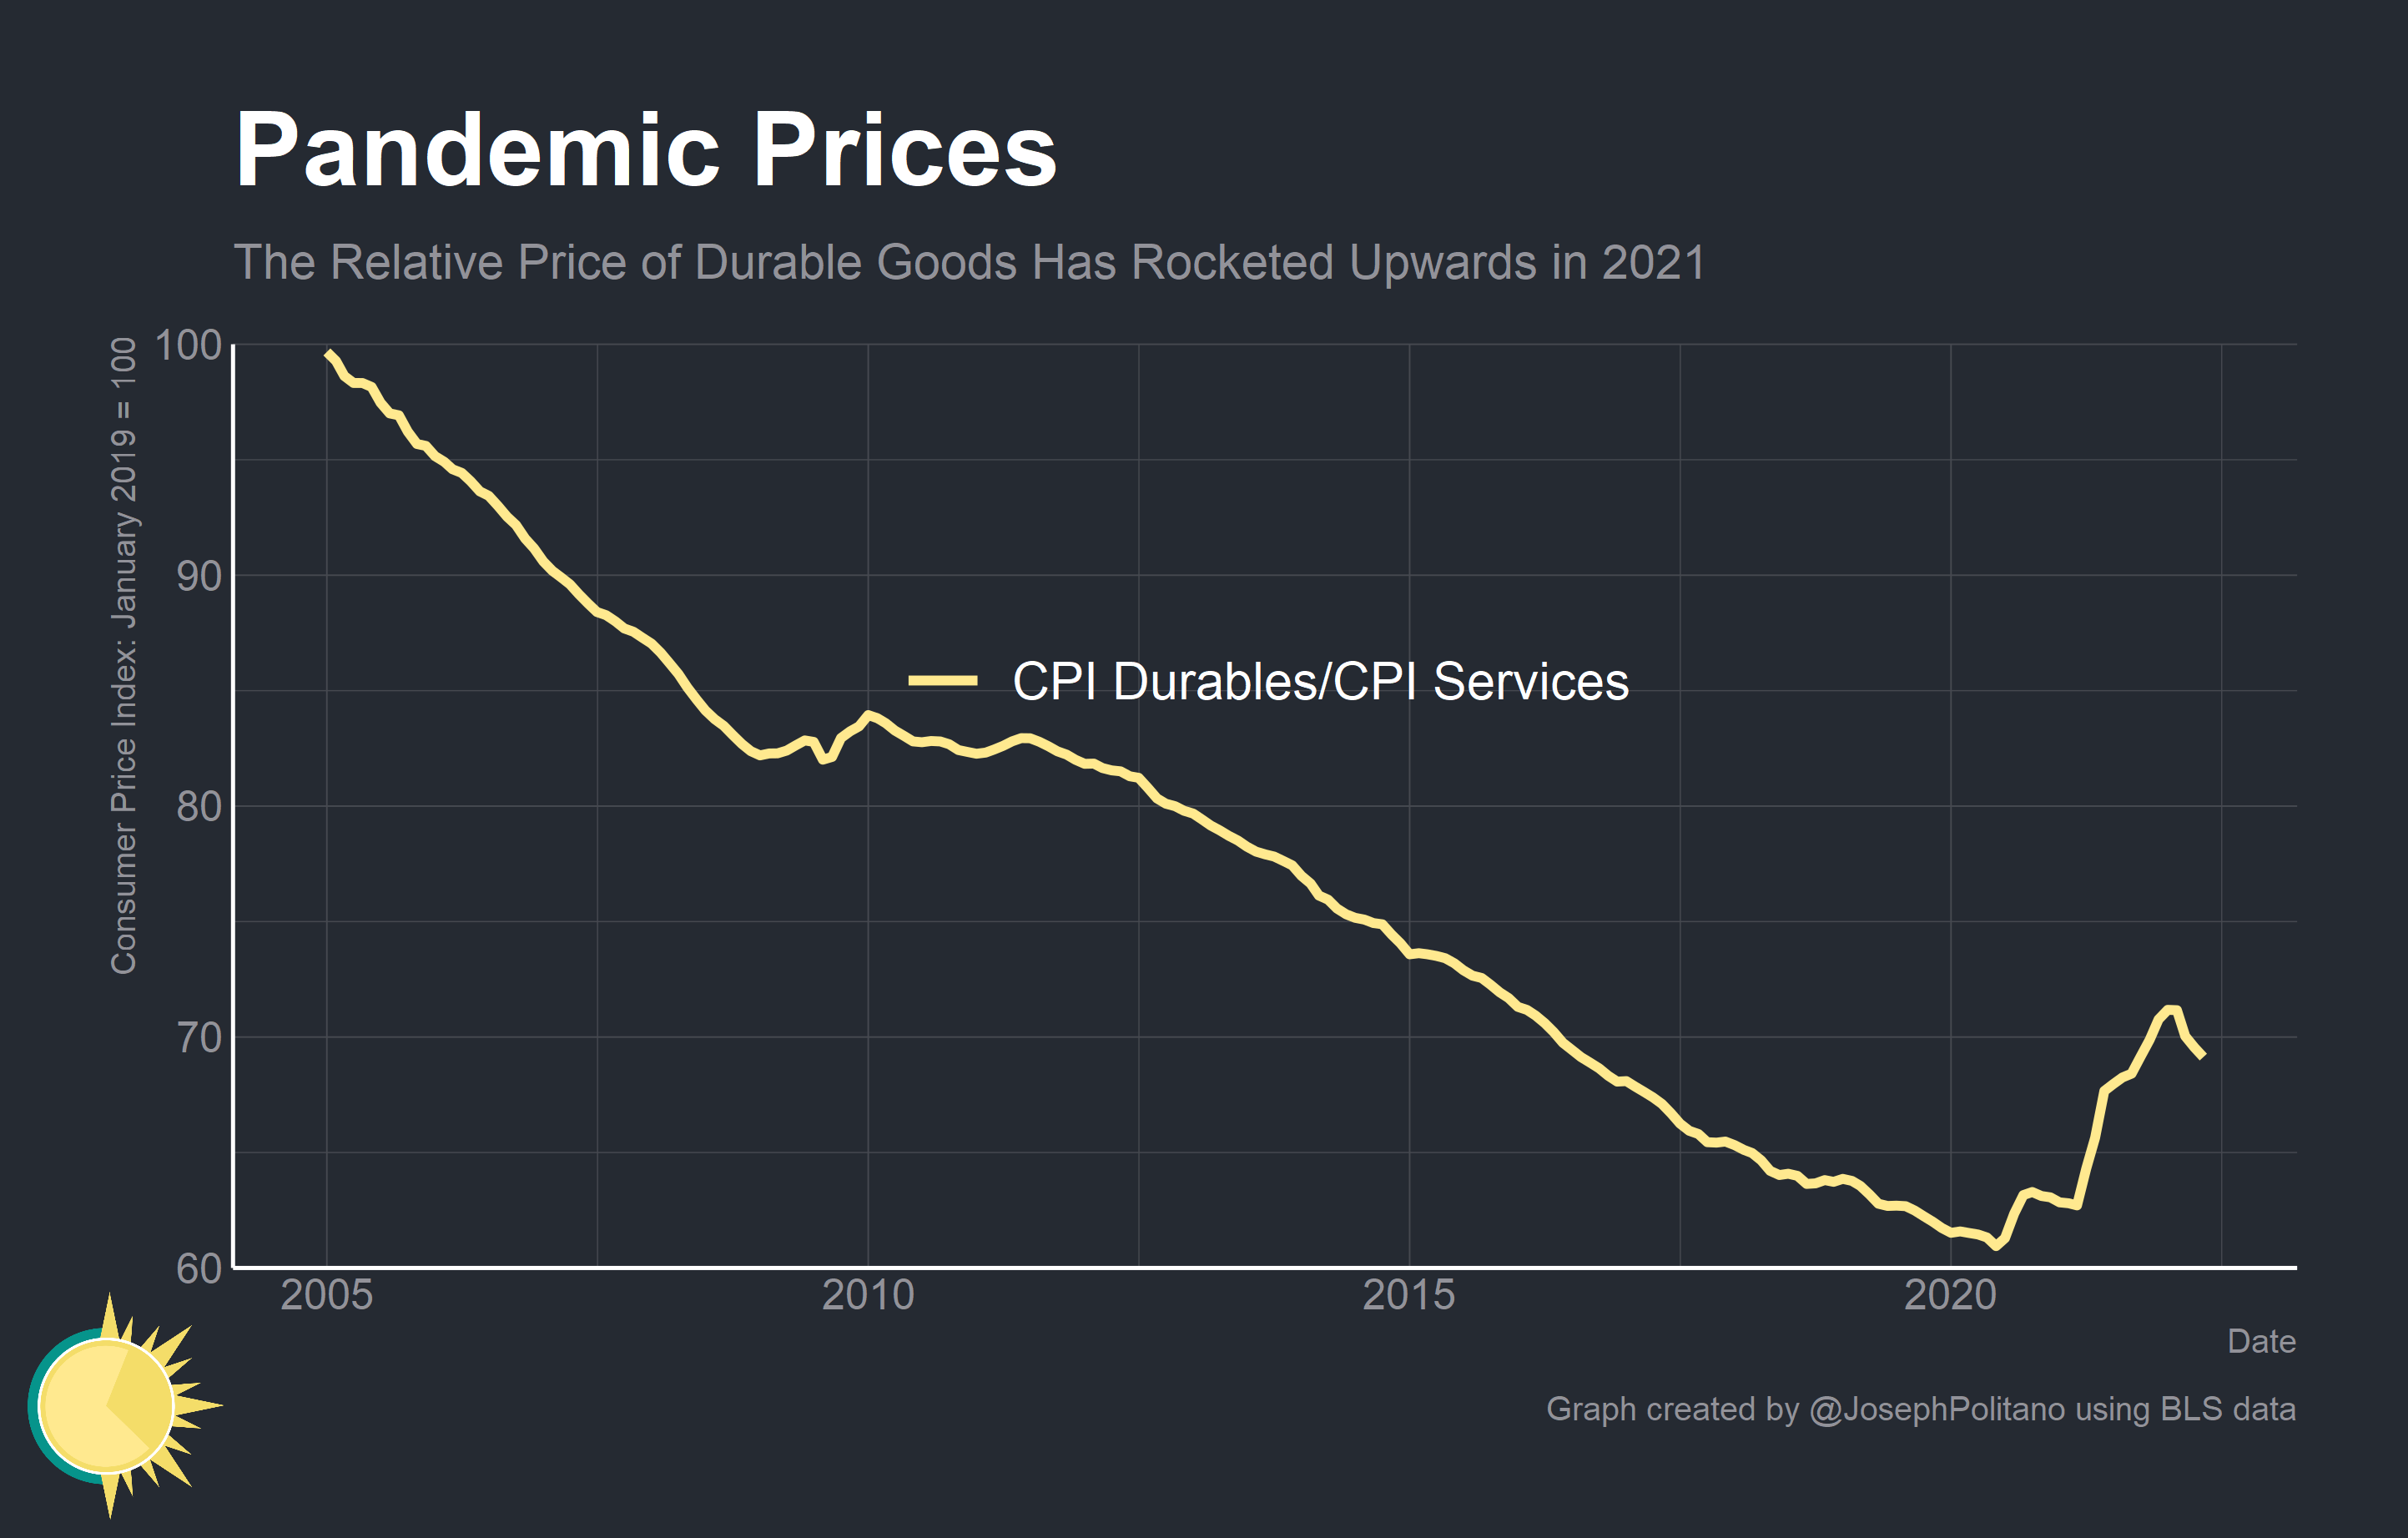 Pandemic Prices
The Relative Price of Durable Goods Has Rocketed Upwards in 2021
Consumer Price Index: January 2019 = 100
100
90
80
70
60
CPI Durables/CPI Services
2005
2010
2015
2020
Date
Graph created by @JosephPolitano using BLS data